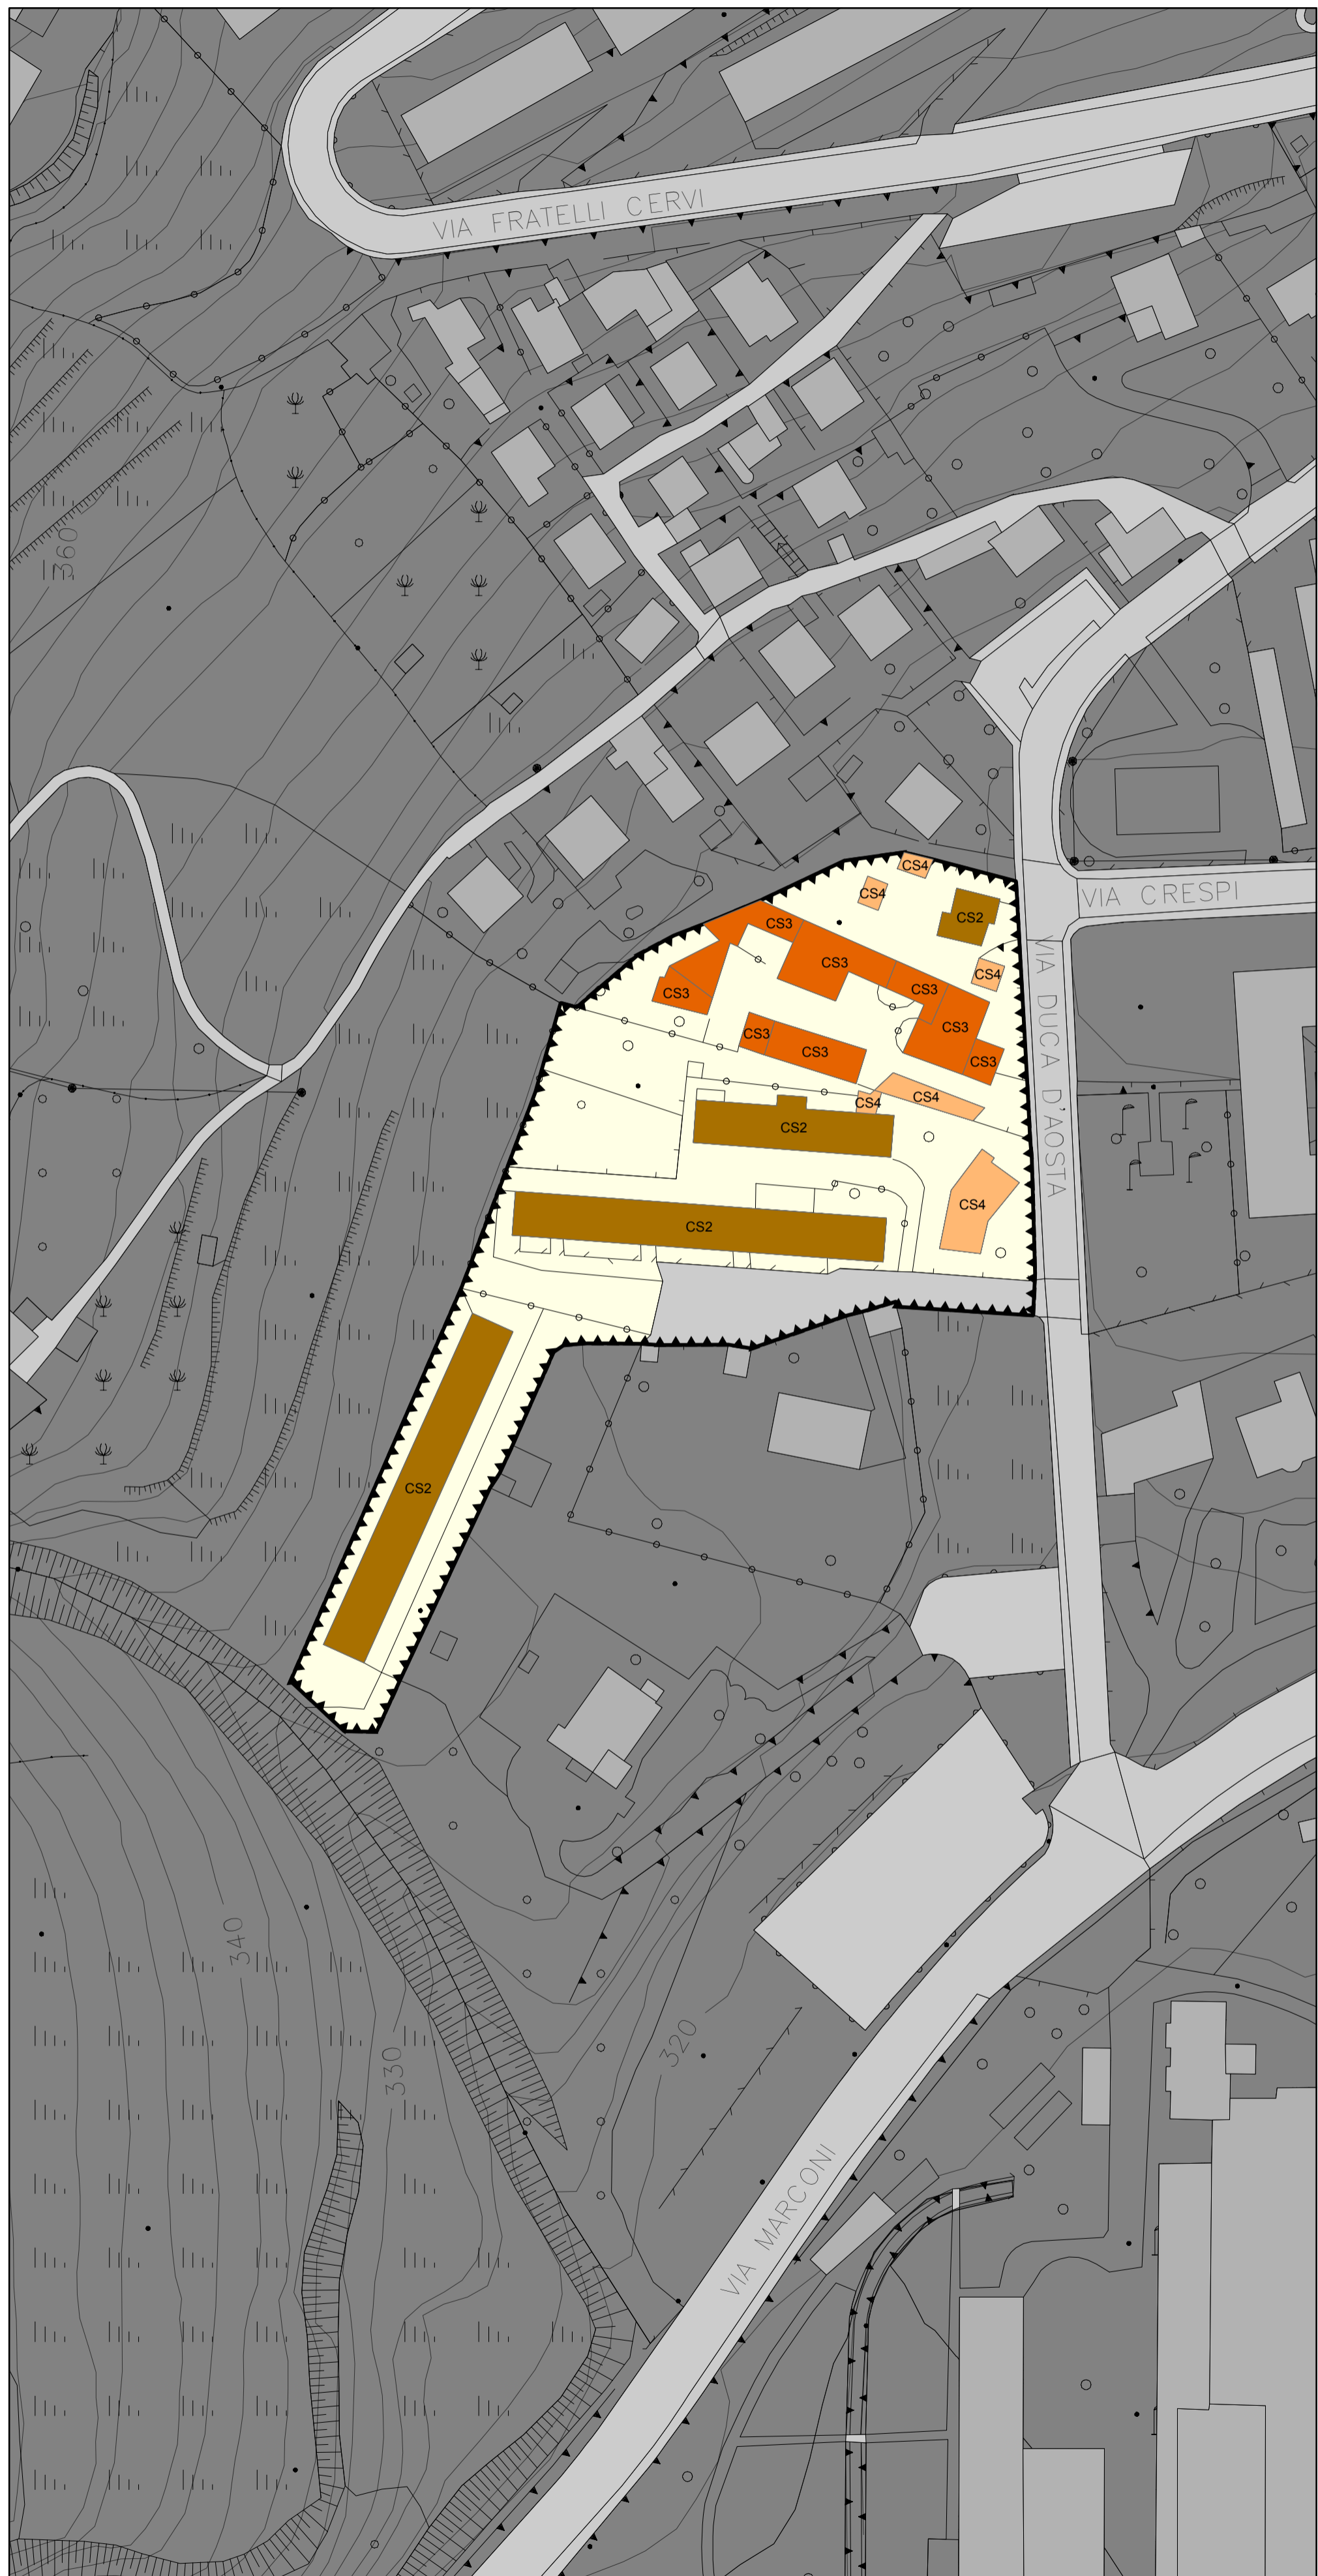 VIA FRATELLI CERVI
360
CS4
CS4
VIA CRESPI
CS2
CS3
CS3
CS4
CS3
CS3
CS3
VIA DUCA D'AOSTA
CS3
CS3
CS3
CS4
CS4
CS2
CS4
CS2
CS2
340
330
320
VIA MARCONI